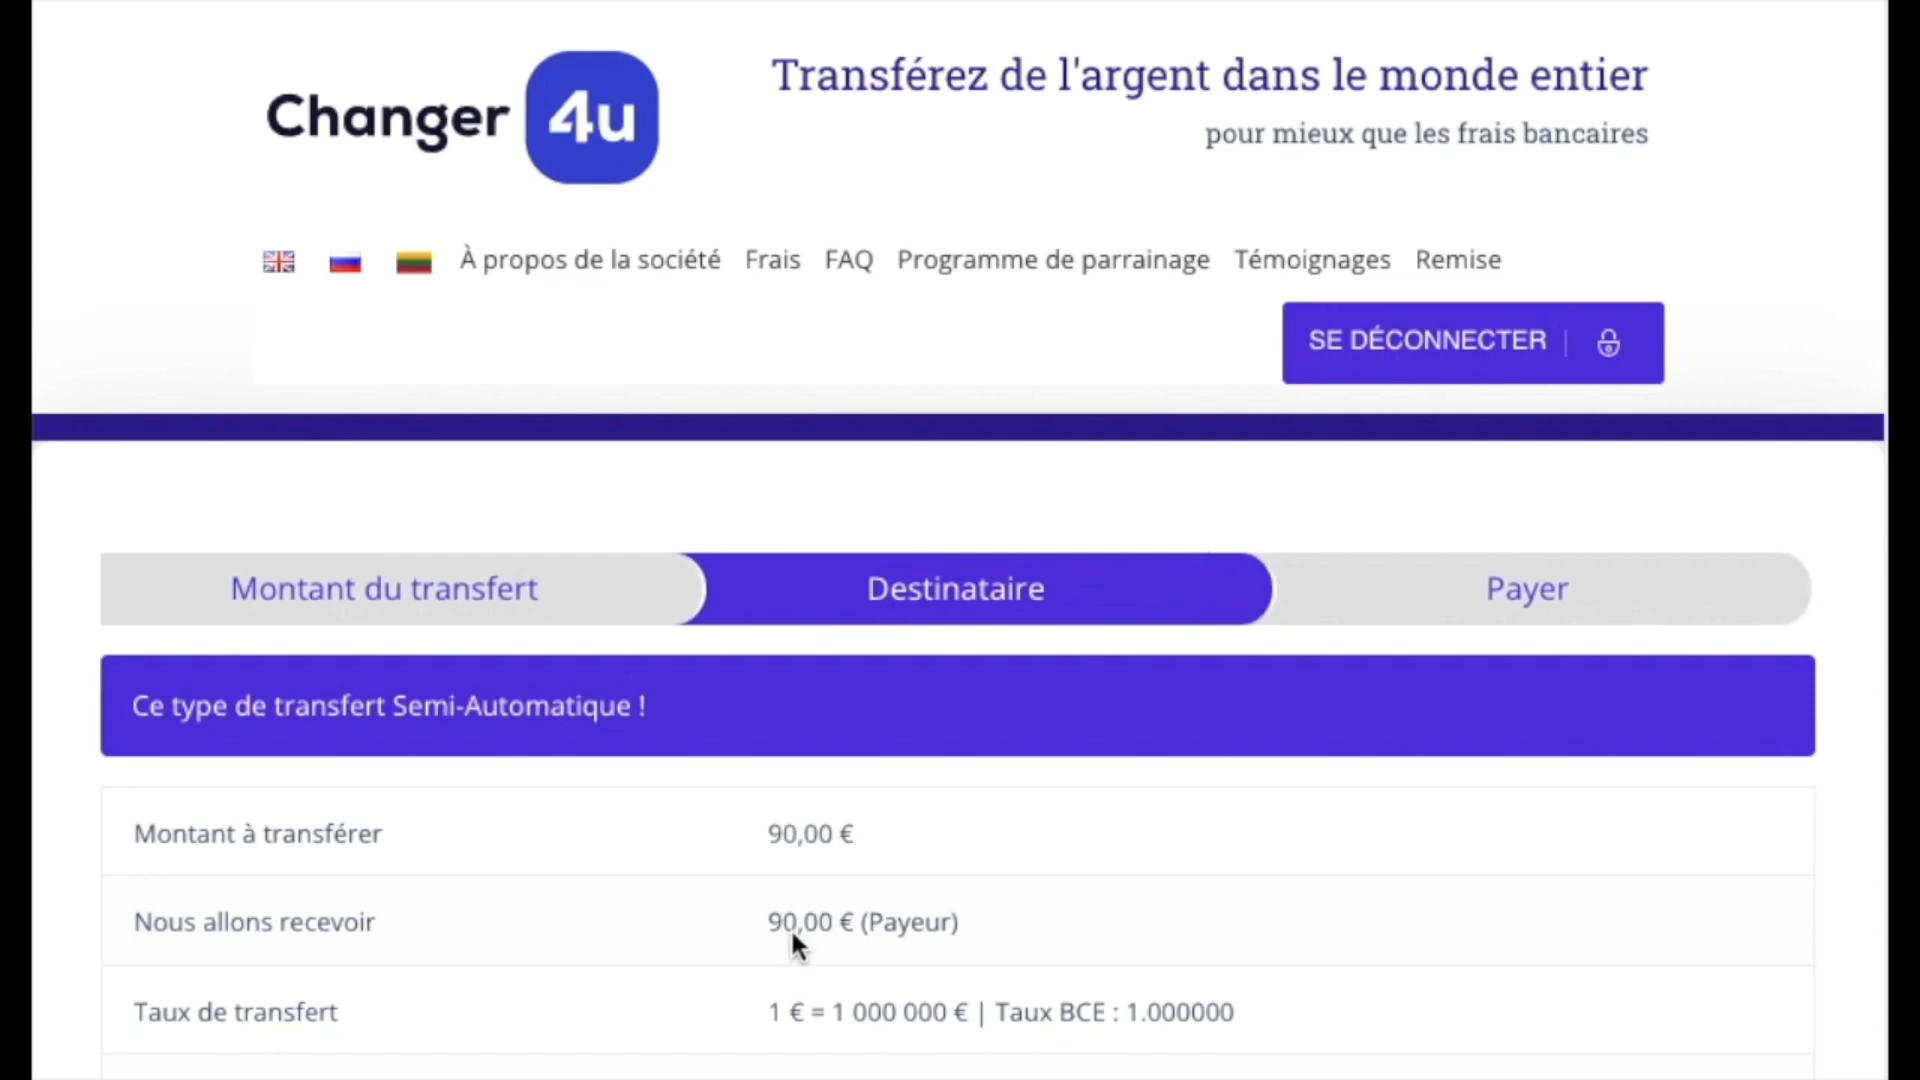 Changer 4u
Transférez de l'argent dans le monde entier
pour mieux que les frais bancaires
À propos de la société Frais FAQ Programme de parrainage Témoignages Remise
SE DÉCONNECTER
Montant du transfert Destinataire Payer
Ce type de transfert Semi-Automatique !
Montant à transférer 90,00 €
Nous allons recevoir 90,00 € (Payeur)
Taux de transfert 1 € = 1 000 000 € | Taux BCE : 1.000000